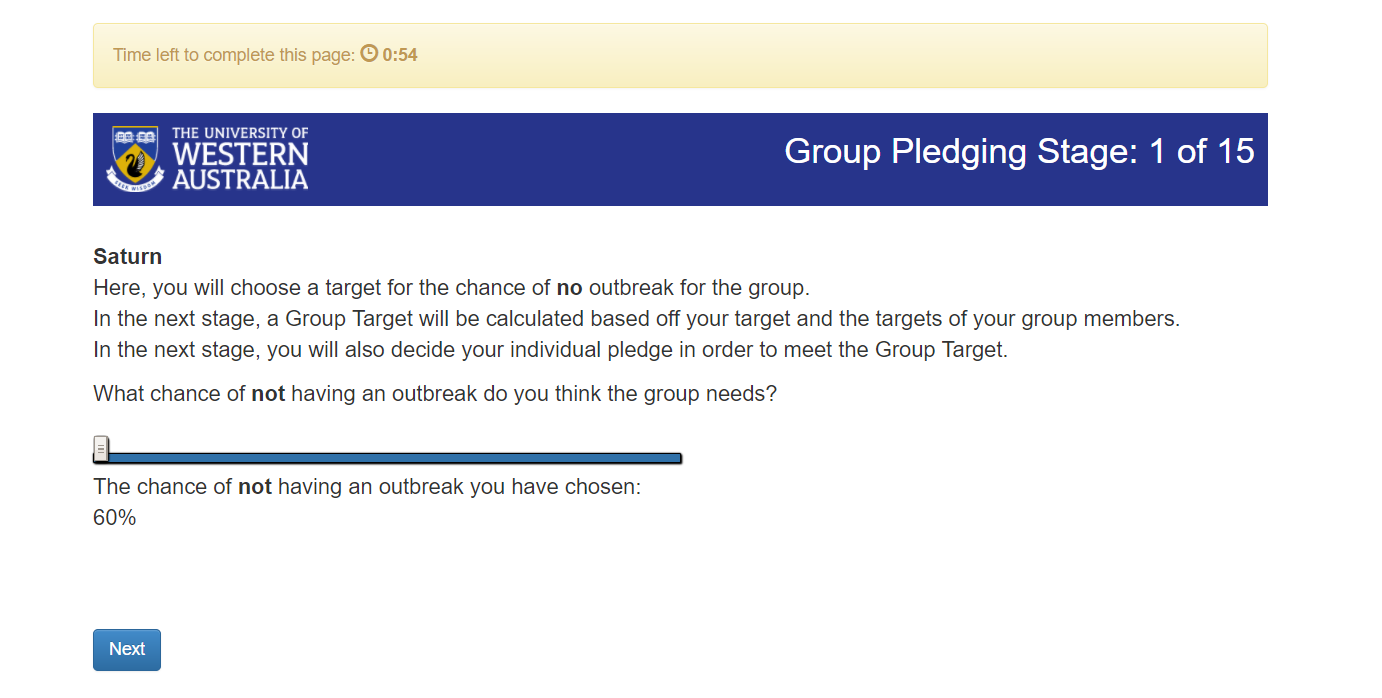 Time left to complete this page: 0:54
THE UNIVERSITY OF
WESTERN
AUSTRALIA
SEEK WISDOM
Group Pledging Stage: 1 of 15
Saturn
Here, you will choose a target for the chance of no outbreak for the group.
In the next stage, a Group Target will be calculated based off your target and the targets of your group members.
In the next stage, you will also decide your individual pledge in order to meet the Group Target.
What chance of not having an outbreak do you think the group needs?
The chance of not having an outbreak you have chosen:
60%
Next